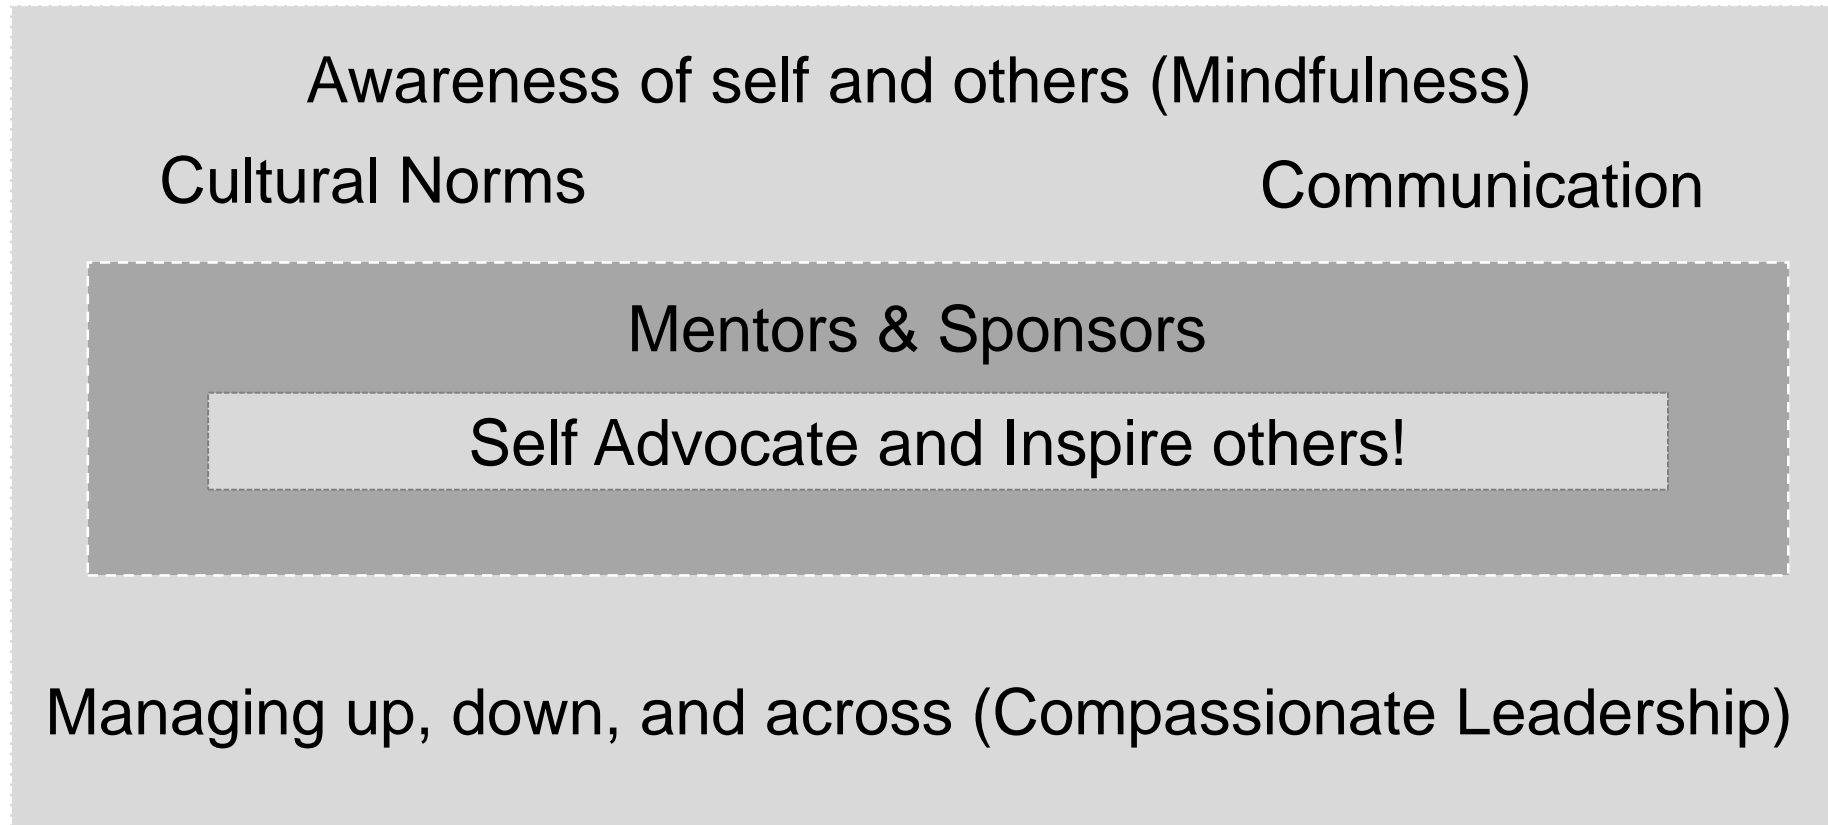 Awareness of self and others (Mindfulness)
Cultural Norms
Communication
Mentors & Sponsors
Self Advocate and Inspire others!
Managing up, down, and across (Compassionate Leadership)